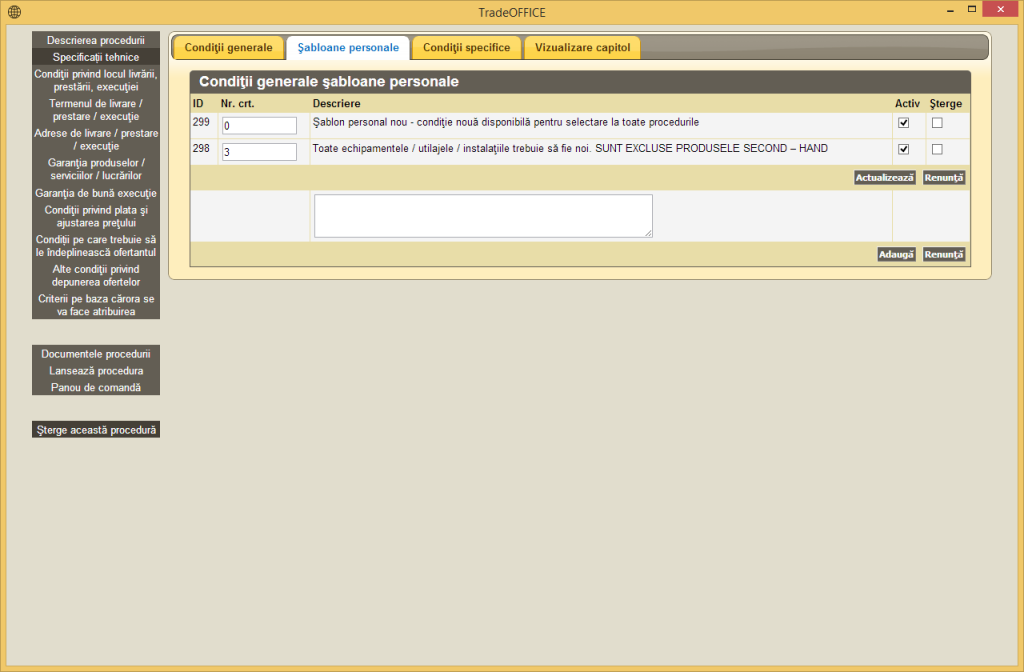 TradeOFFICE
Descrierea procedurii
Specificaţii tehnice
Condiţii privind locul livrării,
prestării, execuţiei
Termenul de livrare /
prestare / execuţie
Adrese de livrare / prestare
/ execuţie
Garanţia produselor /
serviciilor / lucrărilor
Garanţia de bună execuţie
Condiţii privind plata şi
ajustarea preţului
Condiţii pe care trebuie să
le îndeplinească ofertantul
Alte condiţii privind
depunerea ofertelor
Criterii pe baza cărora se
va face atribuirea
Documentele procedurii
Lansează procedura
Panou de comandă
Şterge această procedură
Condiţii generale Şabloane personale Condiţii specifice Vizualizare capitol
Condiţii generale şabloane personale
ID Nr. crt. Descriere Activ Şterge
299 0 Şablon personal nou - condiţie nouă disponibilă pentru selectare la toate procedurile
298 3 Toate echipamentele / utilajele / instalaţiile trebuie să fie noi. SUNT EXCLUSE PRODUSELE SECOND – HAND
Actualizează Renunţă
Adaugă Renunţă